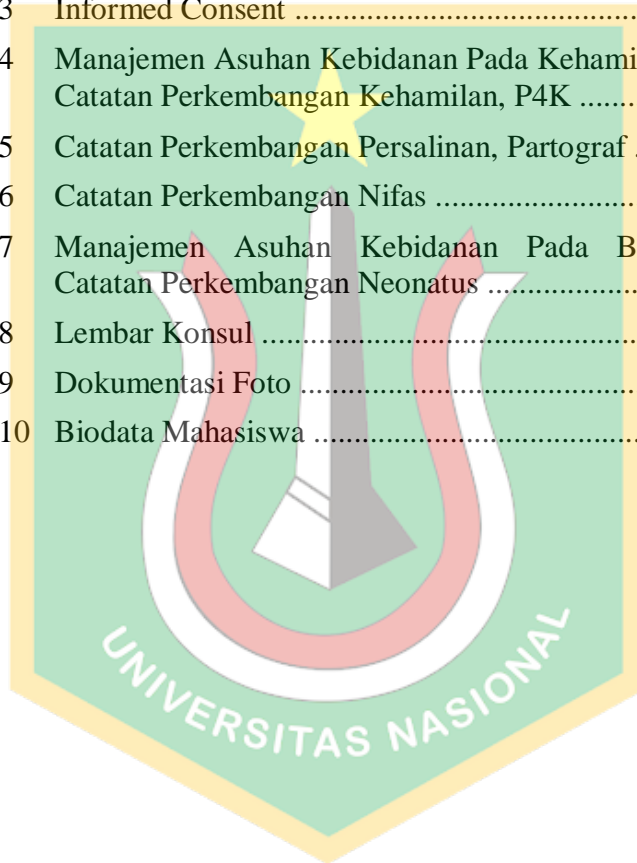 3 Informed Consent ........................................................
4 Manajemen Asuhan Kebidanan Pada
Catatan Perkembangan Kehamilan, P4K .........
5 Catatan Perkembangan Persalinan, Partograf .
6 Catatan Perkembangan Nifas ...............................
7 Manajemen Asuhan Kebidanan Pada
Catatan Perkembangan Neonatus .......................
8 Lembar Konsul ........................................................
9 Dokumentasi Foto ..................................................
10 Biodata Mahasiswa ................................................
UNIVERSITAS NASIONAL